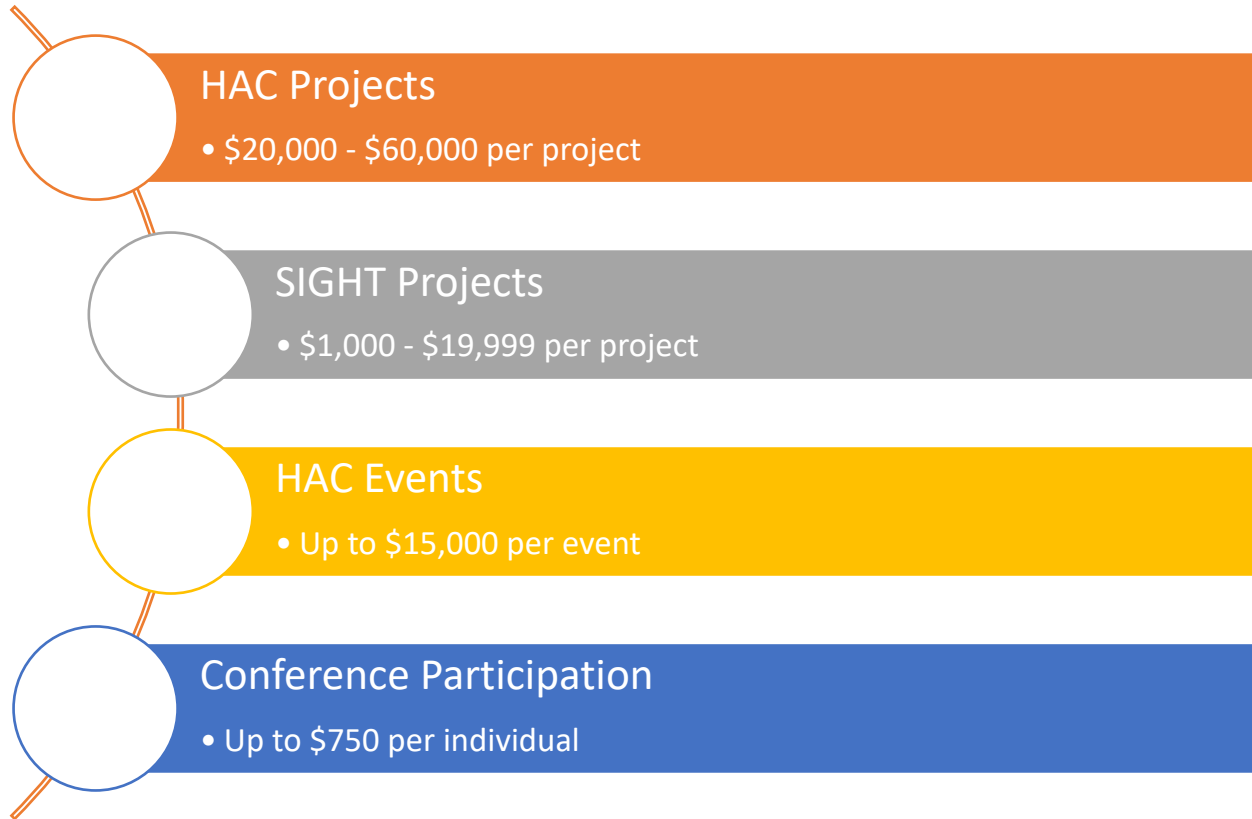 HAC Projects
• $20,000 - $60,000 per project
SIGHT Projects
• $1,000 - $19,999 per project
HAC Events
• Up to $15,000 per event
Conference Participation
• Up to $750 per individual